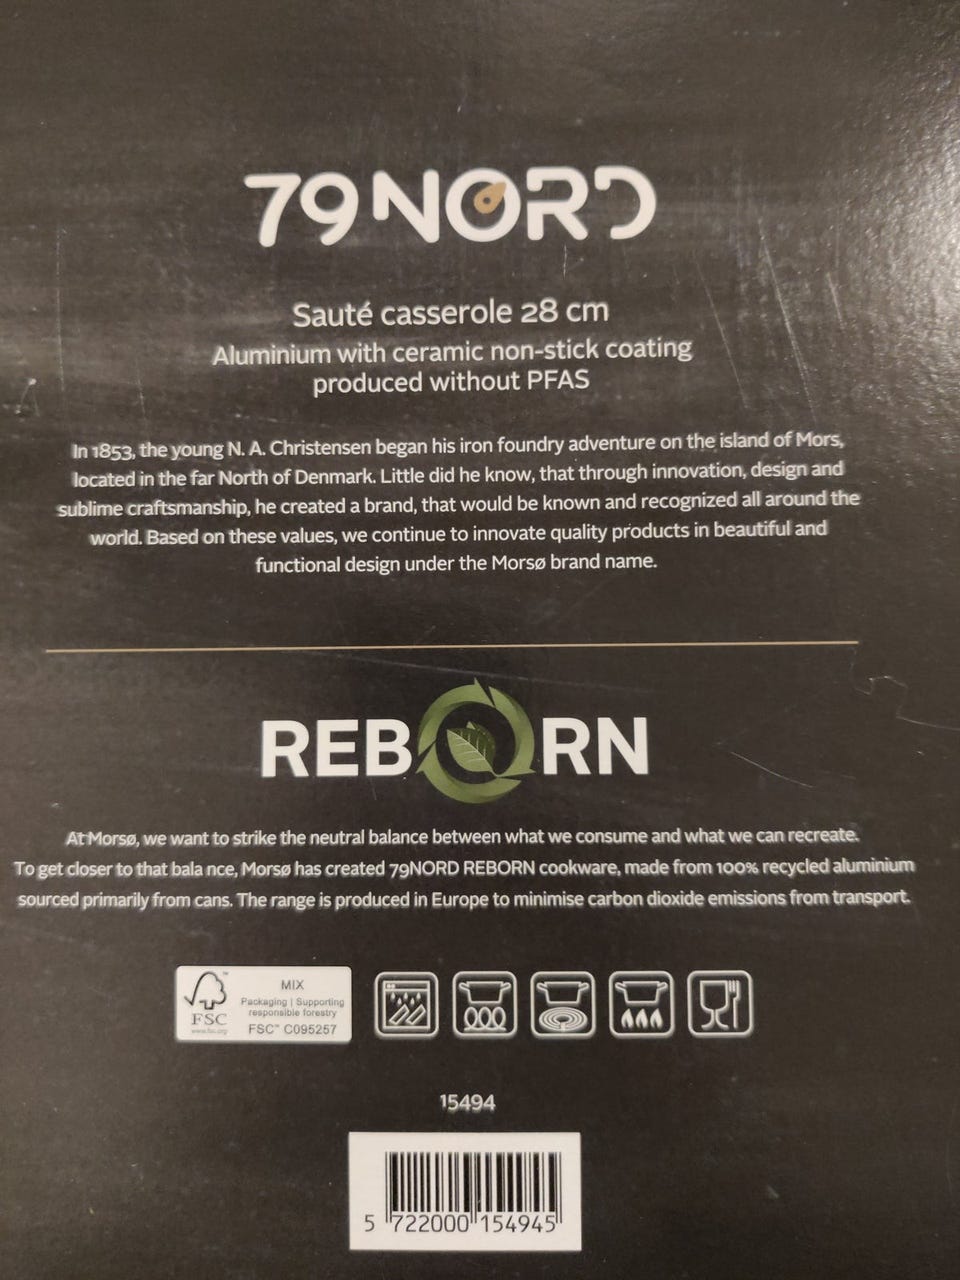 79NORD
Sauté casserole 28 cm
Aluminium with ceramic non-stick coating
produced without PFAS
In 1853, the young N. A. Christensen began his iron foundry adventure on the island of Mors,
located in the far North of Denmark. Little did he know, that through innovation, design and
sublime craftsmanship, he created a brand, that would be known and recognized all around the
world. Based on these values, we continue to innovate quality products in beautiful and
functional design under the Morsø brand name.
REBORN
At Morsø, we want to strike the neutral balance between what we consume and what we can recreate.
To get closer to that bala nce, Morsø has created 79NORD REBORN cookware, made from 100% recycled aluminium
sourced primarily from cans. The range is produced in Europe to minimise carbon dioxide emissions from transport.
FSC
www.fsc.org
MIX
Packaging | Supporting
responsible forestry
FSC™ C095257
15494
5 722000 154945